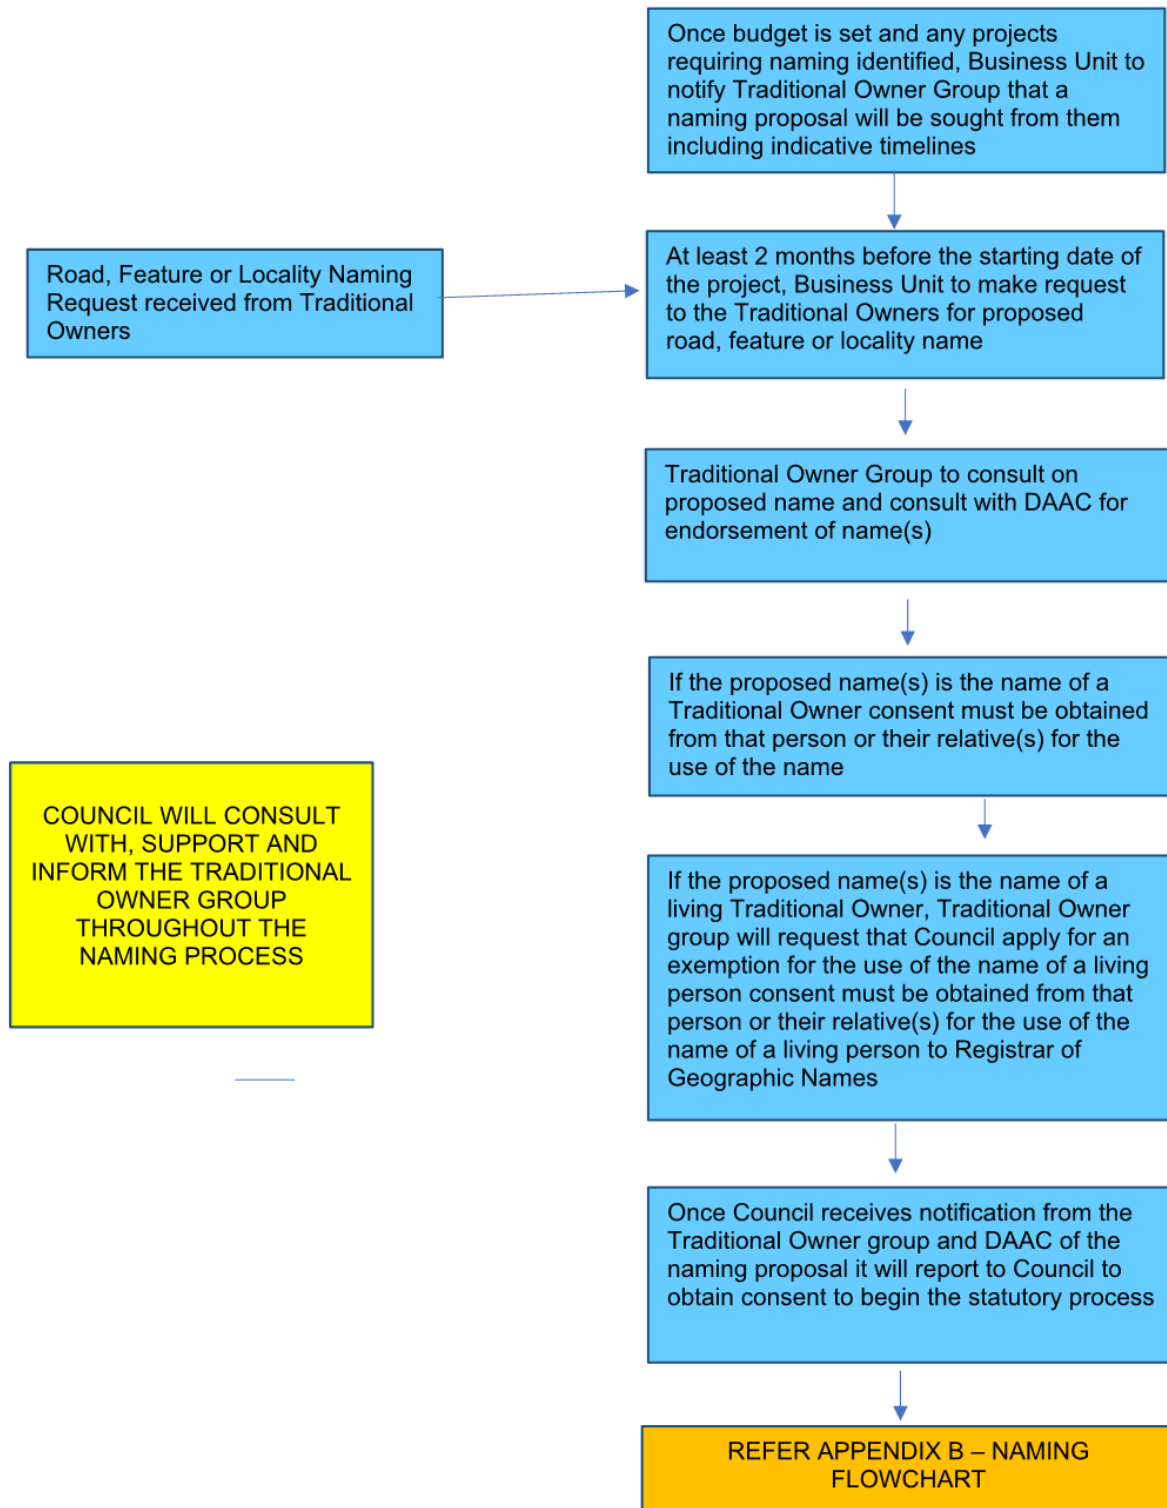 Once budget is set and any projects
requiring naming identified, Business Unit to
notify Traditional Owner Group that a
naming proposal will be sought from them
including indicative timelines
Road, Feature or Locality Naming
Request received from Traditional
Owners
At least 2 months before the starting date of
the project, Business Unit to make request
to the Traditional Owners for proposed
road, feature or locality name
Traditional Owner Group to consult on
proposed name and consult with DAAC for
endorsement of name(s)
If the proposed name(s) is the name of a
Traditional Owner consent must be obtained
from that person or their relative(s) for the
use of the name
COUNCIL WILL CONSULT
WITH, SUPPORT AND
INFORM THE TRADITIONAL
OWNER GROUP
THROUGHOUT THE
NAMING PROCESS
If the proposed name(s) is the name of a
living Traditional Owner, Traditional Owner
group will request that Council apply for an
exemption for the use of the name of a living
person consent must be obtained from that
person or their relative(s) for the use of the
name of a living person to Registrar of
Geographic Names
Once Council receives notification from the
Traditional Owner group and DAAC of the
naming proposal it will report to Council to
obtain consent to begin the statutory process
REFER APPENDIX B – NAMING
FLOWCHART